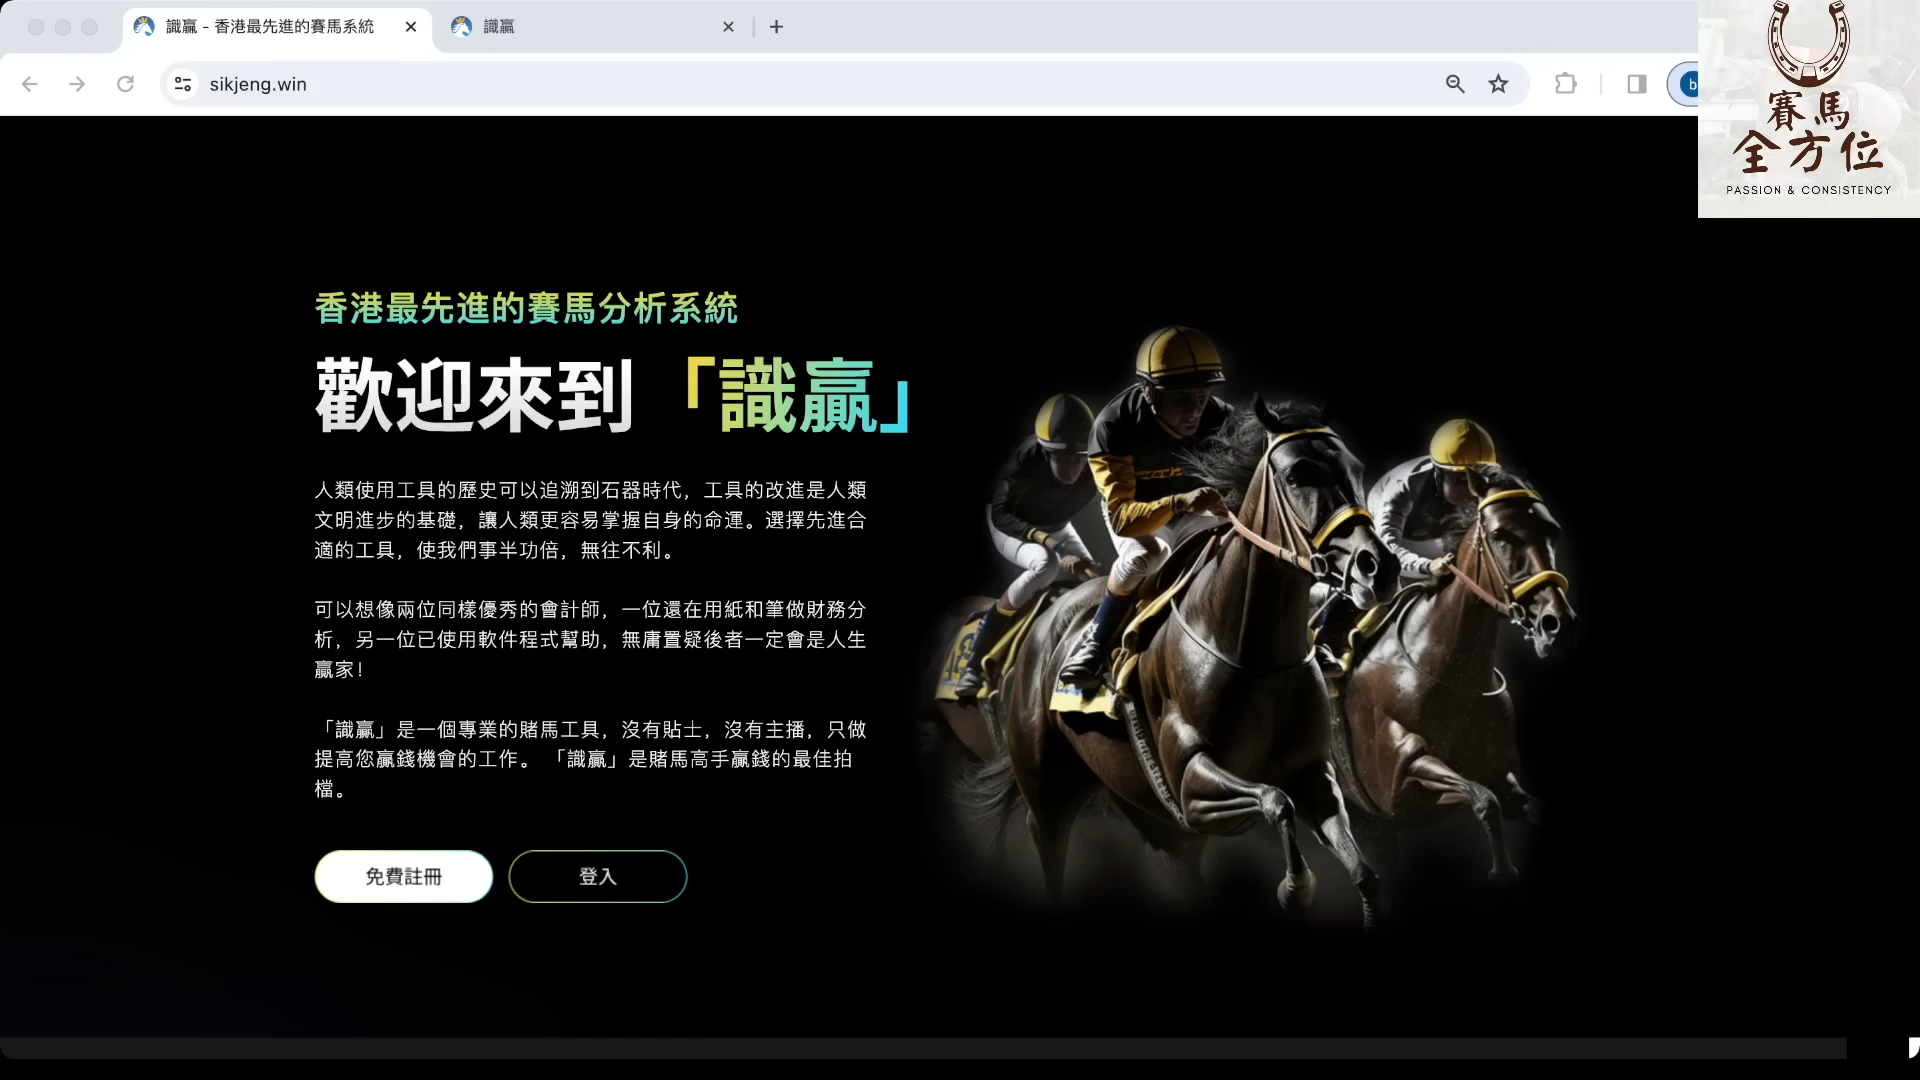 識贏 - 香港最先進的賽馬系統
識贏
sikjeng.win
b
賽馬
全方位
PASSION & CONSISTENCY
香港最先進的賽馬分析系統
歡迎來到「識贏」
人類使用工具的歷史可以追溯到石器時代，工具的改進是人類
文明進步的基礎，讓人類更容易掌握自身的命運。選擇先進合
適的工具，使我們事半功倍，無往不利。
可以想像兩位同樣優秀的會計師，一位還在用紙和筆做財務分
析，另一位已使用軟件程式幫助，無庸置疑後者一定會是人生
贏家！
「識贏」是一個專業的賭馬工具，沒有貼士，沒有主播，只做
提高您贏錢機會的工作。 「識贏」是賭馬高手贏錢的最佳拍
檔。
免費註冊
登入